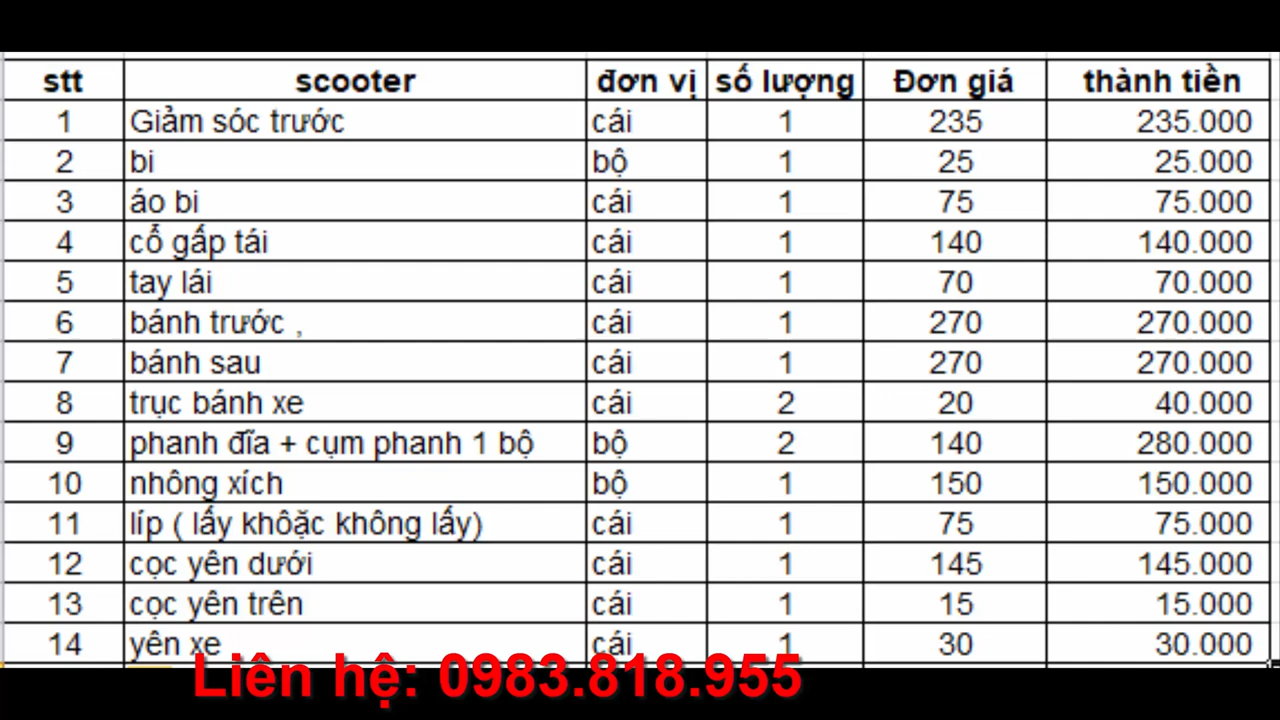 stt scooter đơn vị số lượng Đơn giá thành tiền
1 Giảm sóc trước cái 1 235 235.000
2 bi bộ 1 25 25.000
3 áo bi cái 1 75 75.000
4 cổ gấp tái cái 1 140 140.000
5 tay lái cái 1 70 70.000
6 bánh trước , cái 1 270 270.000
7 bánh sau cái 1 270 270.000
8 trục bánh xe cái 2 20 40.000
9 phanh đĩa + cụm phanh 1 bộ bộ 2 140 280.000
10 nhông xích bộ 1 150 150.000
11 líp ( lấy khôặc không lấy) cái 1 75 75.000
12 cọc yên dưới cái 1 145 145.000
13 cọc yên trên cái 1 15 15.000
14 yên xe cái 1 30 30.000
Liên hệ: 0983.818.955